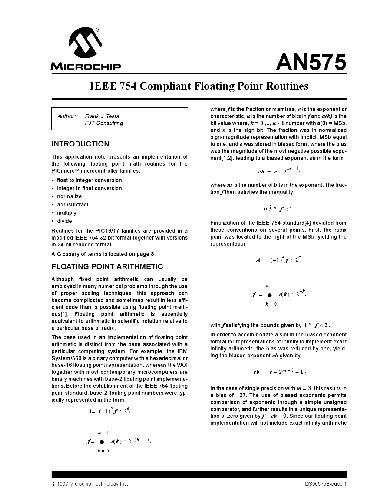 MICROCHIP
AN575
IEEE 754 Compliant Floating Point Routines
Author: Frank J. Testa
FJT Consulting
INTRODUCTION
This application note presents an implementation of
the following floating point math routines for the
PICmicro microcontroller families:
• float to integer conversion
• integer to float conversion
• normalize
• add/subtract
• multiply
• divide
Routines for the PIC16/17 families are provided in a
modified IEEE 754 32-bit format together with versions
in 24-bit reduced format.
A Glossary of terms is located on page 8.
FLOATING POINT ARITHMETIC
Although fixed point arithmetic can usually be
employed in many numerical problems through the use
of proper scaling techniques, this approach can
become complicated and sometimes result in less effi-
cient code than is possible using floating point math-
ods[1]. Floating point arithmetic is essentially
equivalent to arithmetic in scientific notation relative to
a particular base or radix.
The base used in an implementation of floating point
arithmetic is distinct from the base associated with a
particular computing system. For example, the IBM
System/360 is a binary computer with a hexadecimal or
base-16 floating point representation, whereas the VAX
together with most contemporary microcomputers are
binary machines with base-2 floating point implementa-
tions. Before the establishment of the IEEE 754 floating
point standard, base-2 floating point numbers were typ-
ically represented in the form
where f is the fraction or mantissa, e is the exponent or
characteristic, n is the number of bits in f and a(k) is the
bit value where, k = 0,...,n - 1 number with a(0) = MSb,
and s is the sign bit. The fraction was in normalized
sign-magnitude representation with implicit MSb equal
to one, and e was stored in biased form, where the bias
was the magnitude of the most negative possible expo-
nent[1,2], leading to a biased exponent eb in the form
where m is the number of bits in the exponent. The frac-
tion f then satisfies the inequality
Finalization of the IEEE 754 standard[4] deviated from
these conventions on several points. First, the radix
point was located to the right of the MSb, yielding the
representation
with f satisfying the bounds given by
In order to accommodate a slot in the biased exponent
format for representations of infinity to implement exact
infinity arithmetic, the bias was reduced by one, yield-
ing the biased exponent eb given by
In the case of single precision with m = 8, this results in
a bias of 127. The use of biased exponents permits
comparison of exponents through a simple unsigned
comparator, and further results in a unique representa-
tion of zero given by f = eb = 0. Since our floating point
implementation will not include exact infinity arithmetic
© 1997 Microchip Technology Inc.